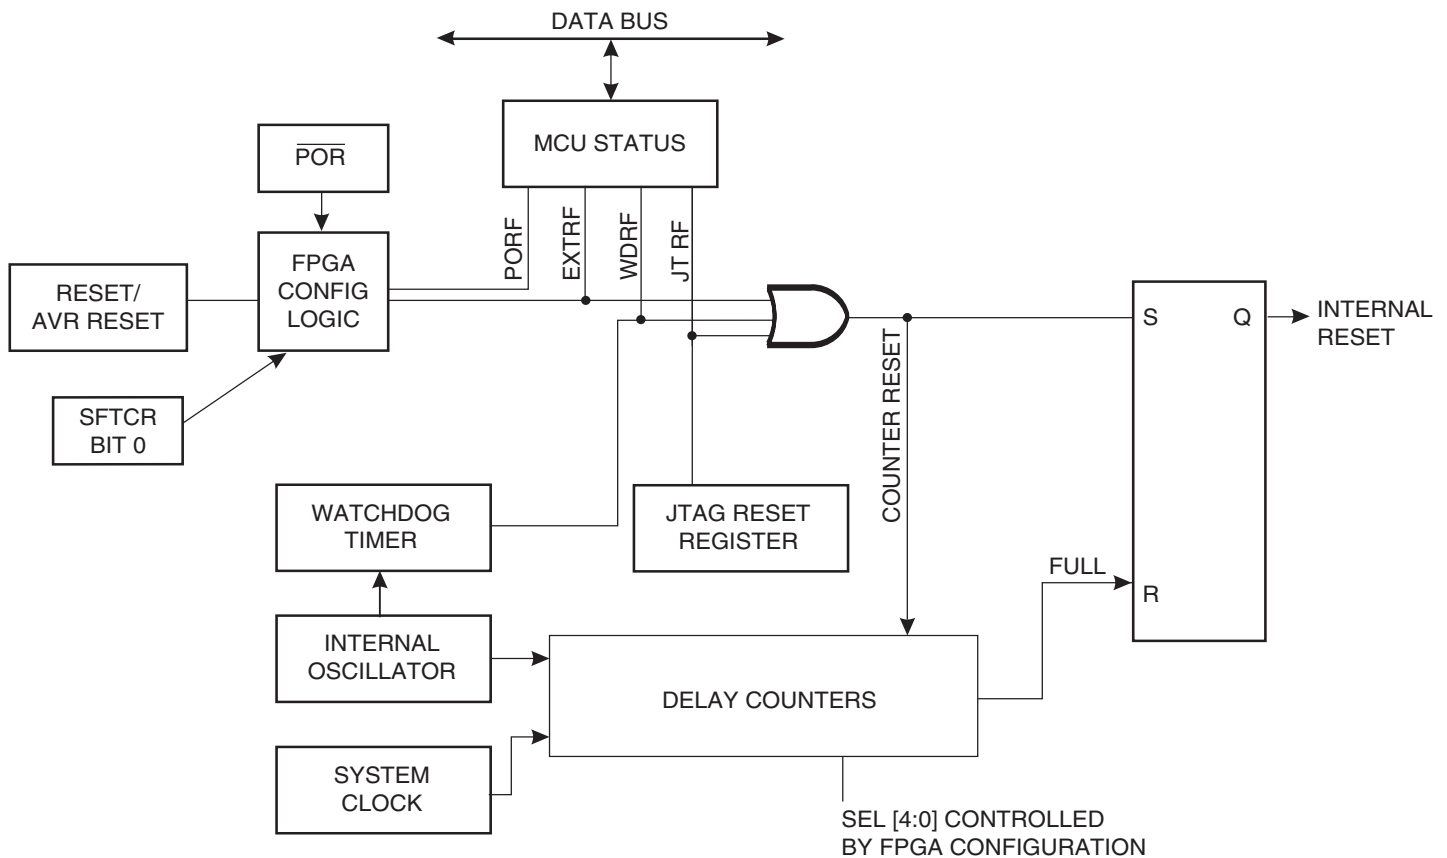 DATA BUS
MCU STATUS
POR
PORF
EXTRF
WDRF
JT RF
FPGA
CONFIG
LOGIC
RESET/
AVR RESET
SFTCR
BIT 0
S
Q
INTERNAL
RESET
COUNTER RESET
WATCHDOG
TIMER
JTAG RESET
REGISTER
FULL
R
INTERNAL
OSCILLATOR
DELAY COUNTERS
SYSTEM
CLOCK
SEL [4:0] CONTROLLED
BY FPGA CONFIGURATION